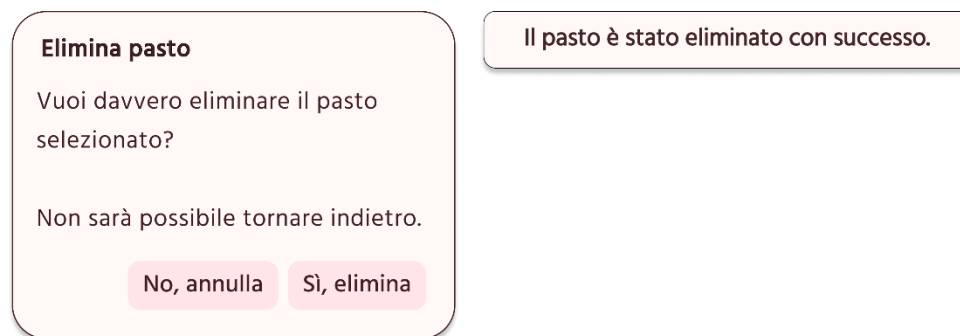 Elimina pasto
Vuoi davvero eliminare il pasto
selezionato?
Non sarà possibile tornare indietro.
No, annulla Sì, elimina
Il pasto è stato eliminato con successo.